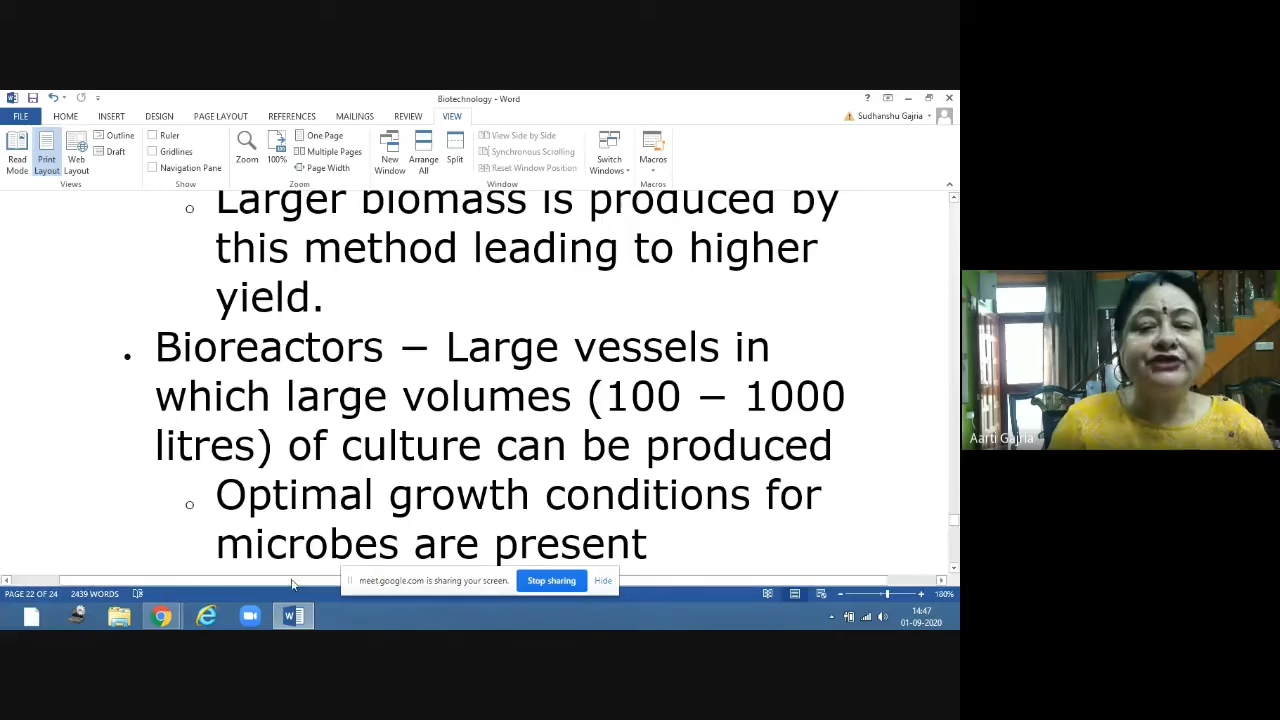 Biotechnology - Word
FILE HOME INSERT DESIGN PAGE LAYOUT REFERENCES MAILINGS REVIEW VIEW
Sudhanshu Gajria
Read Mode
Print Layout
Web Layout
Outline
Draft
Views
Ruler
Gridlines
Navigation Pane
Show
Zoom
100%
One Page
Multiple Pages
Page Width
Zoom
New Window
Arrange All
Split
View Side by Side
Synchronous Scrolling
Reset Window Position
Window
Switch Windows
Macros
Macros
o Larger biomass is produced by
this method leading to higher
yield.
• Bioreactors – Large vessels in
which large volumes (100 – 1000
litres) of culture can be produced
o Optimal growth conditions for
microbes are present
meet.google.com is sharing your screen. Stop sharing Hide
PAGE 22 OF 24 2439 WORDS 180%
14:47
01-09-2020
Aarti Gajria